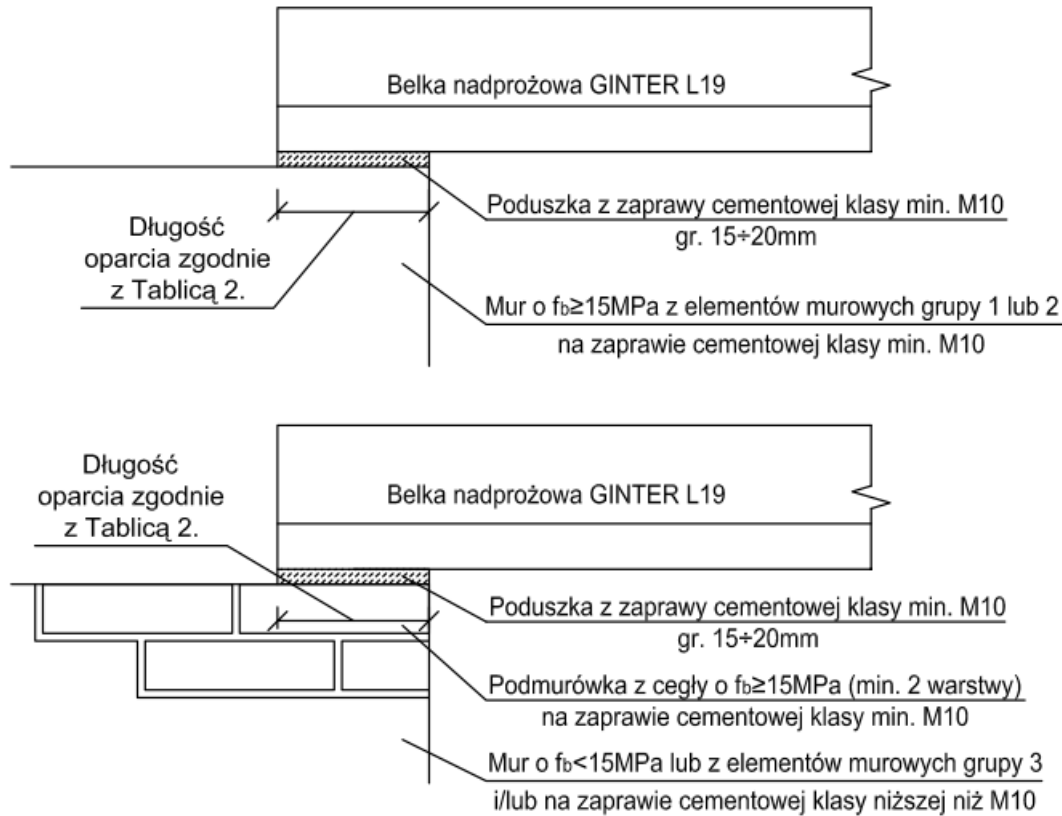 Belka nadprożowa GINTER L19
Poduszka z zaprawy cementowej klasy min. M10
gr. 15÷20mm
Długość
oparcia zgodnie
z Tablicą 2.
Mur o fb≥15MPa z elementów murowych grupy 1 lub 2
na zaprawie cementowej klasy min. M10
Długość
oparcia zgodnie
z Tablicą 2.
Belka nadprożowa GINTER L19
Poduszka z zaprawy cementowej klasy min. M10
gr. 15÷20mm
Podmurówka z cegły o fb≥15MPa (min. 2 warstwy)
na zaprawie cementowej klasy min. M10
Mur o fb<15MPa lub z elementów murowych grupy 3
i/lub na zaprawie cementowej klasy niższej niż M10